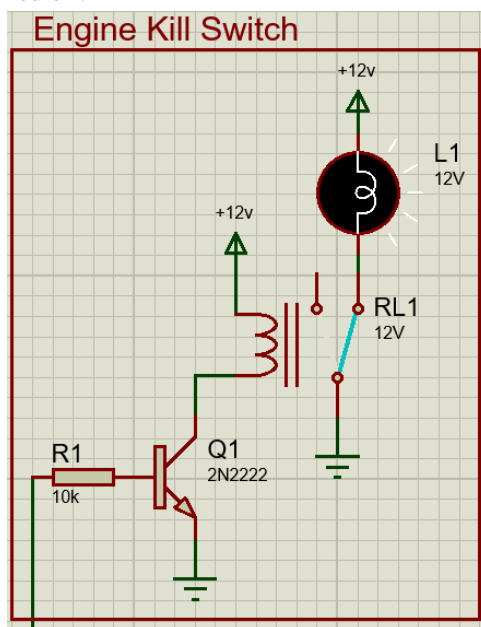 Engine Kill Switch
+12v
L1
12V
+12v
RL1
12V
R1
10k
Q1
2N2222